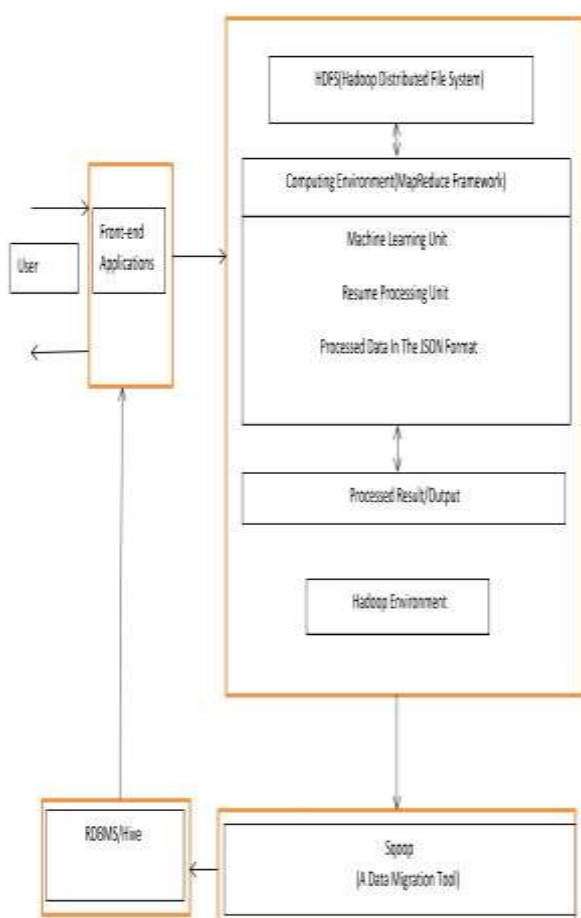 HDFS(Hadoop Distributed File System)
Computing Environment(MapReduce Framework)
Machine Learning Unit
Resume Processing Unit
Processed Data In The JSON Format
Processed Result/Output
Hadoop Environment
User
Front-end
Applications
RDBMS/Hive
Sqoop
(A Data Migration Tool)